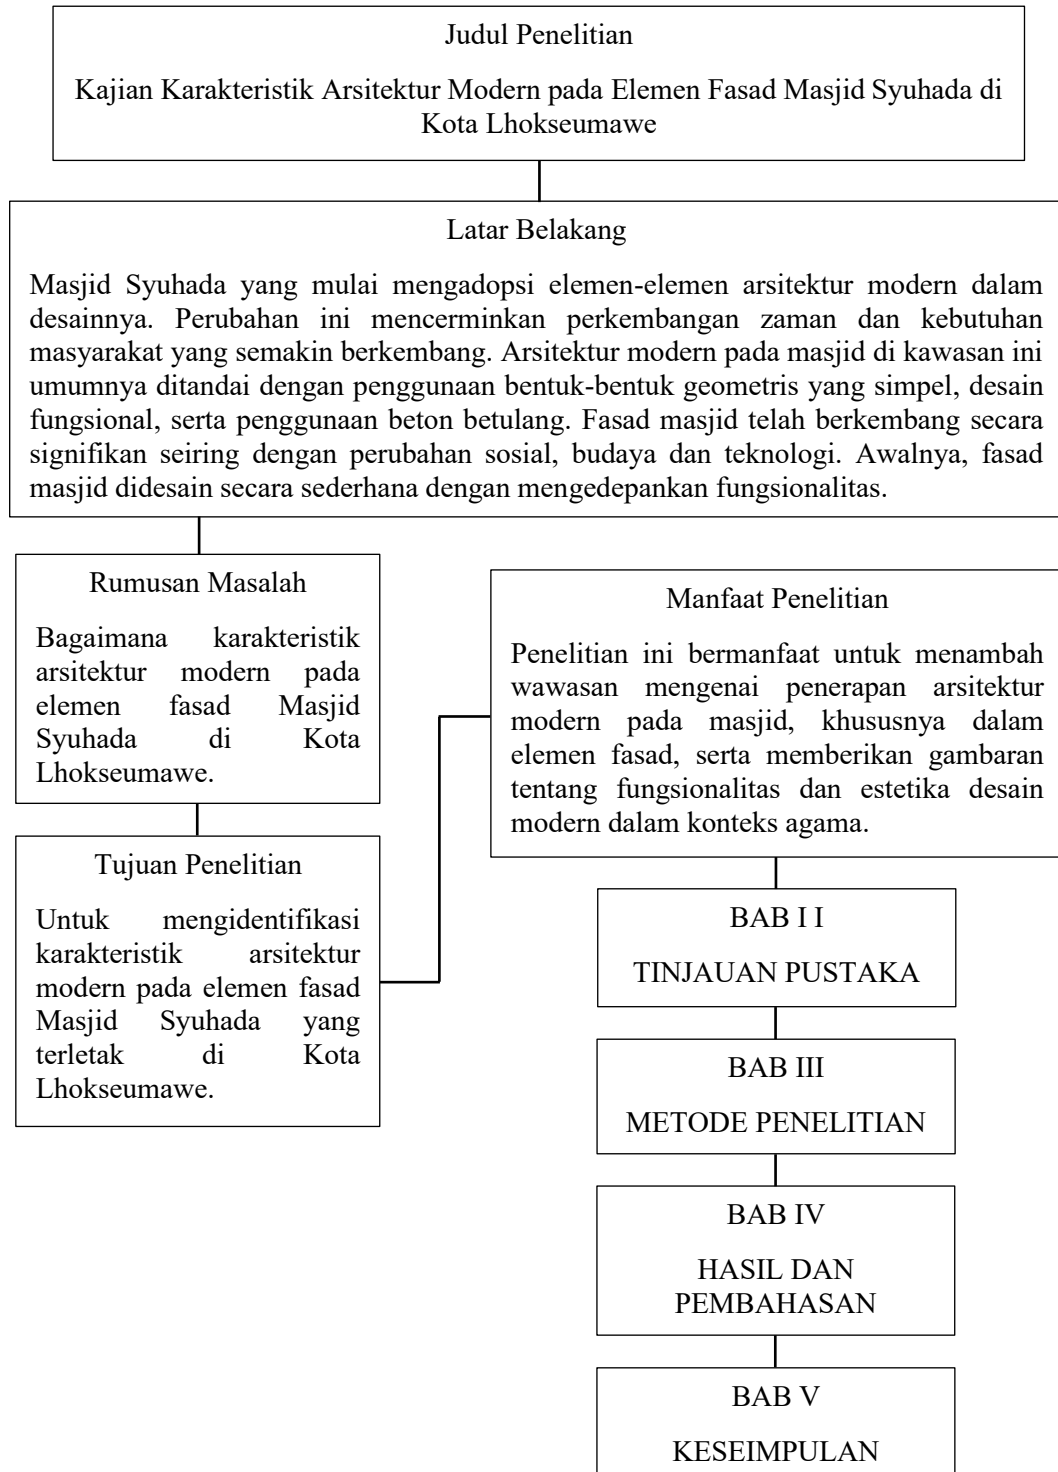 Judul Penelitian
Kajian Karakteristik Arsitektur Modern pada Elemen Fasad Masjid Syuhada di
Kota Lhokseumawe
Latar Belakang
Masjid Syuhada yang mulai mengadopsi elemen-elemen arsitektur modern dalam
desainnya. Perubahan ini mencerminkan perkembangan zaman dan kebutuhan
masyarakat yang semakin berkembang. Arsitektur modern pada masjid di kawasan ini
umumnya ditandai dengan penggunaan bentuk-bentuk geometris yang simpel, desain
fungsional, serta penggunaan beton betulang. Fasad masjid telah berkembang secara
signifikan seiring dengan perubahan sosial, budaya dan teknologi. Awalnya, fasad
masjid didesain secara sederhana dengan mengedepankan fungsionalitas.
Rumusan Masalah
Bagaimana karakteristik
arsitektur modern pada
elemen fasad Masjid
Syuhada di Kota
Lhokseumawe.
Tujuan Penelitian
Untuk mengidentifikasi
karakteristik arsitektur
modern pada elemen fasad
Masjid Syuhada yang
terletak di Kota
Lhokseumawe.
Manfaat Penelitian
Penelitian ini bermanfaat untuk menambah
wawasan mengenai penerapan arsitektur
modern pada masjid, khususnya dalam
elemen fasad, serta memberikan gambaran
tentang fungsionalitas dan estetika desain
modern dalam konteks agama.
BAB I I
TINJAUAN PUSTAKA
BAB III
METODE PENELITIAN
BAB IV
HASIL DAN
PEMBAHASAN
BAB V
KESEIMPULAN